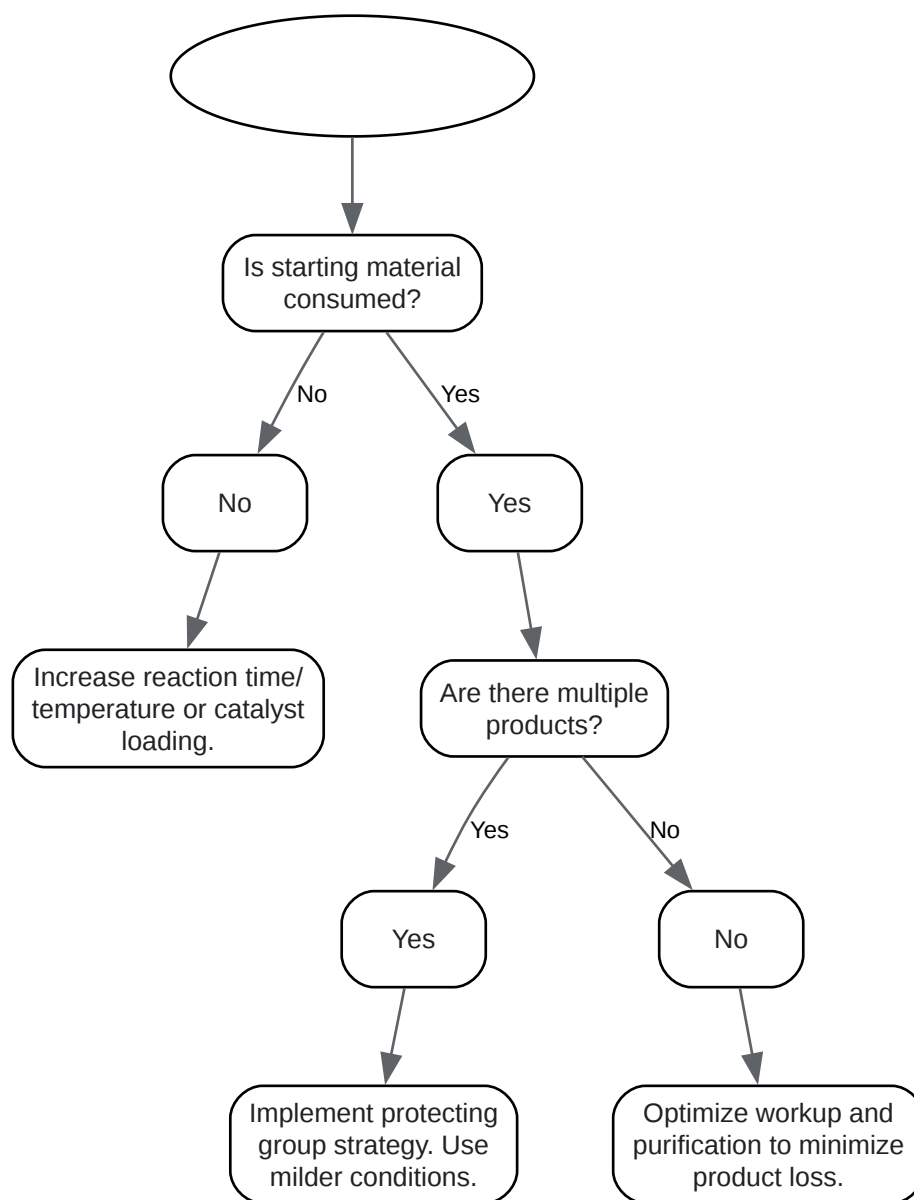 Is starting material
consumed?
No
Yes
No
Yes
Increase reaction time/
temperature or catalyst
loading.
Are there multiple
products?
Yes
No
Yes
No
Implement protecting
group strategy. Use
milder conditions.
Optimize workup and
purification to minimize
product loss.